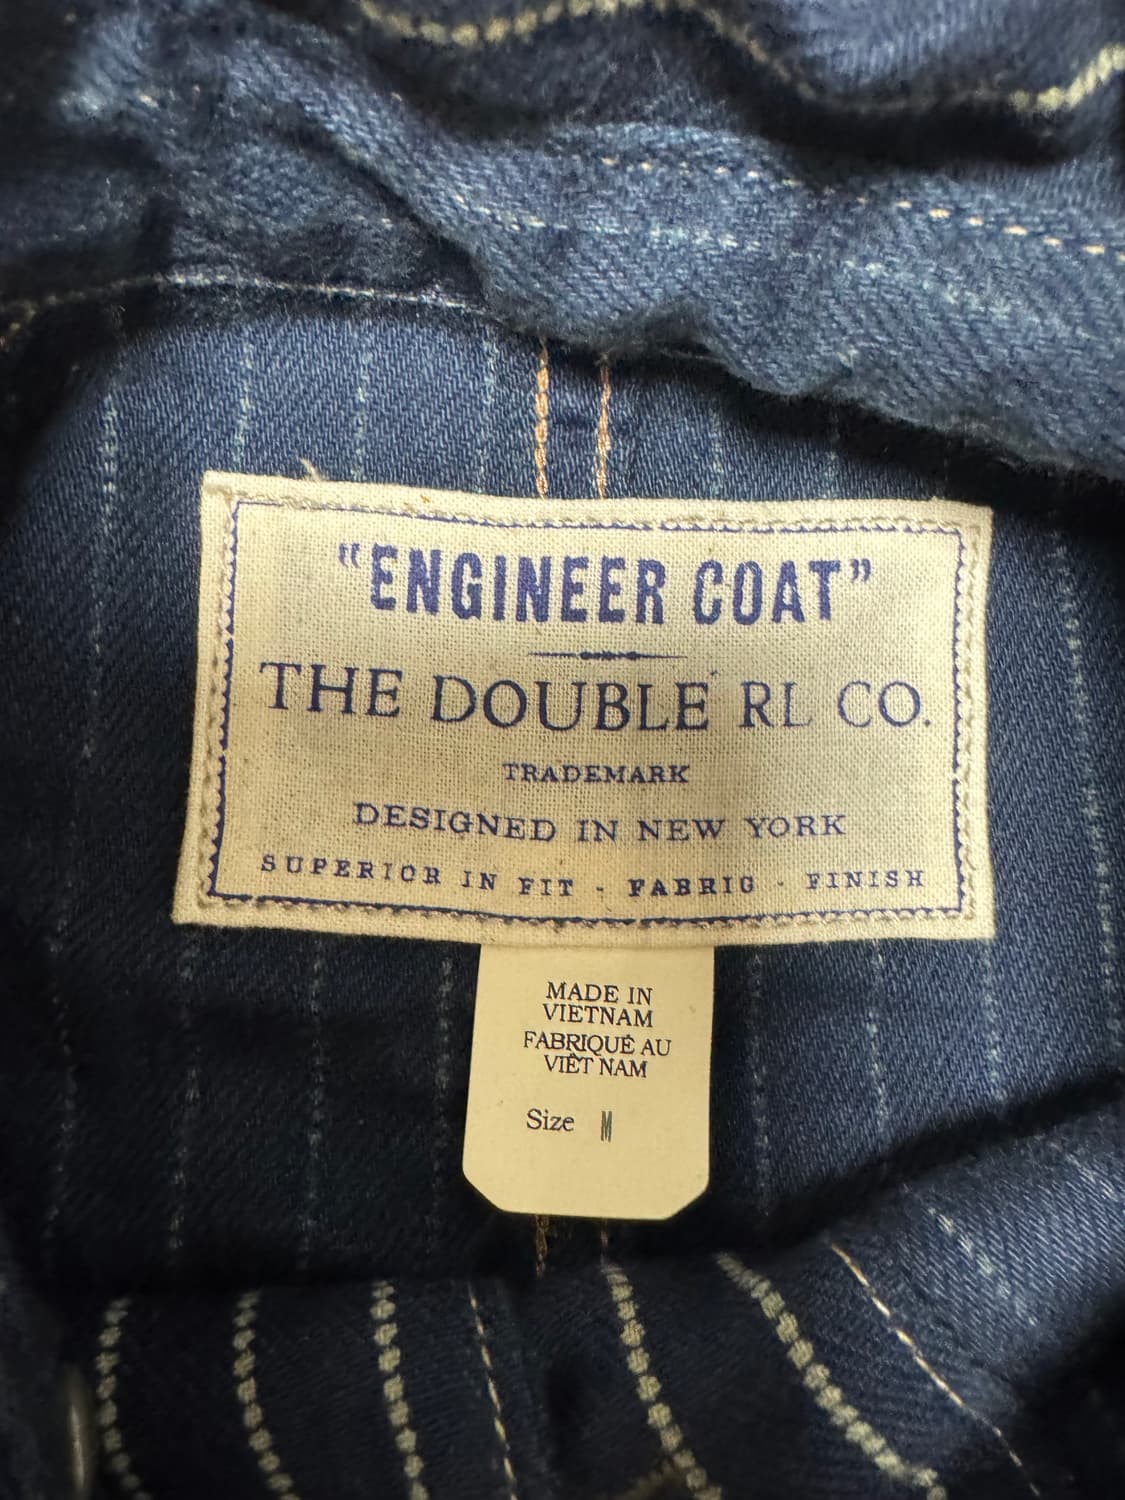 "ENGINEER COAT"
THE DOUBLE RL CO.
TRADEMARK
DESIGNED IN NEW YORK
SUPERIOR IN FIT - FABRIC - FINISH
MADE IN
VIETNAM
FABRIQUÉ AU
VIÊT NAM
Size M